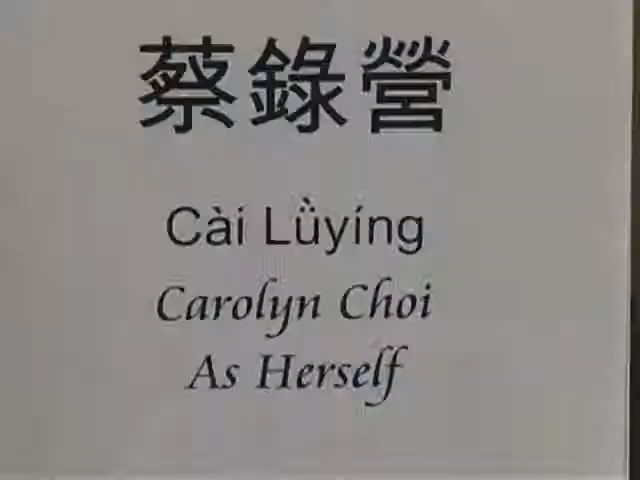 蔡錄營
Cài Lǜyíng
Carolyn Choi
As Herself